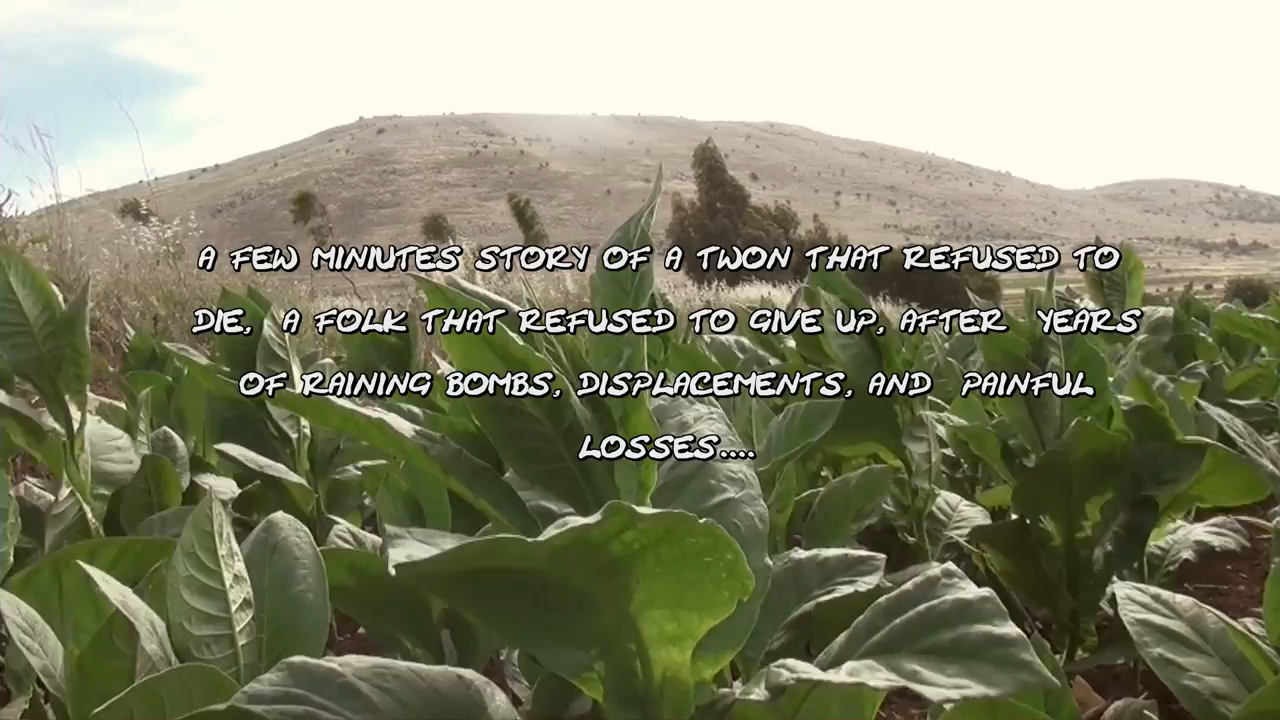 A FEW MINIUTES STORY OF A TWON THAT REFUSED TO
DIE, A FOLK THAT REFUSED TO GIVE UP, AFTER YEARS
OF RAINING BOMBS, DISPLACEMENTS, AND PAINFUL
LOSSES....